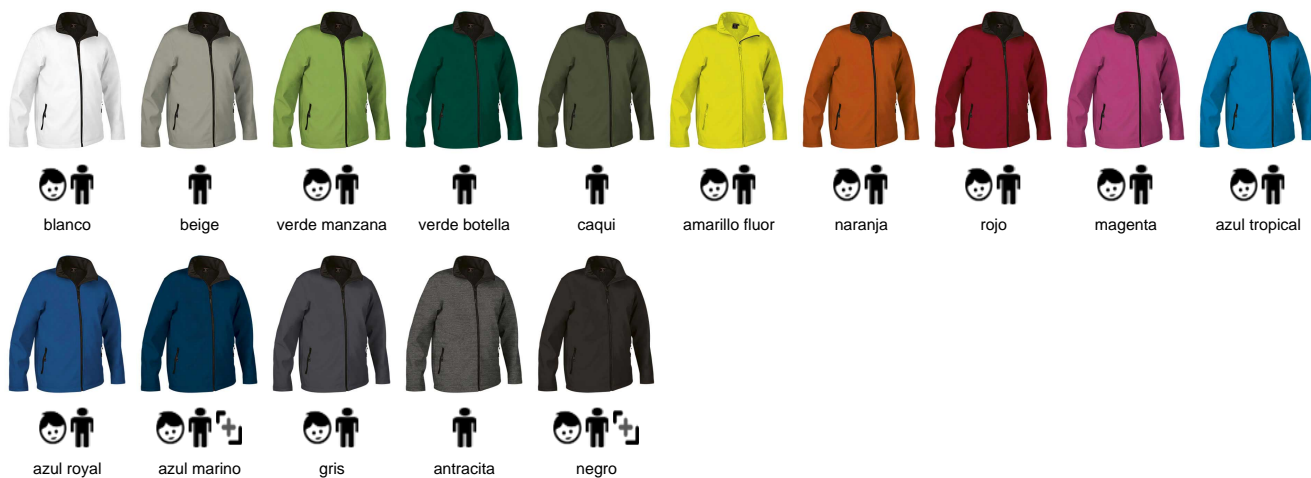 blanco
beige
verde manzana
verde botella
caqui
amarillo fluor
naranja
rojo
magenta
azul tropical
azul royal
azul marino
gris
antracita
negro